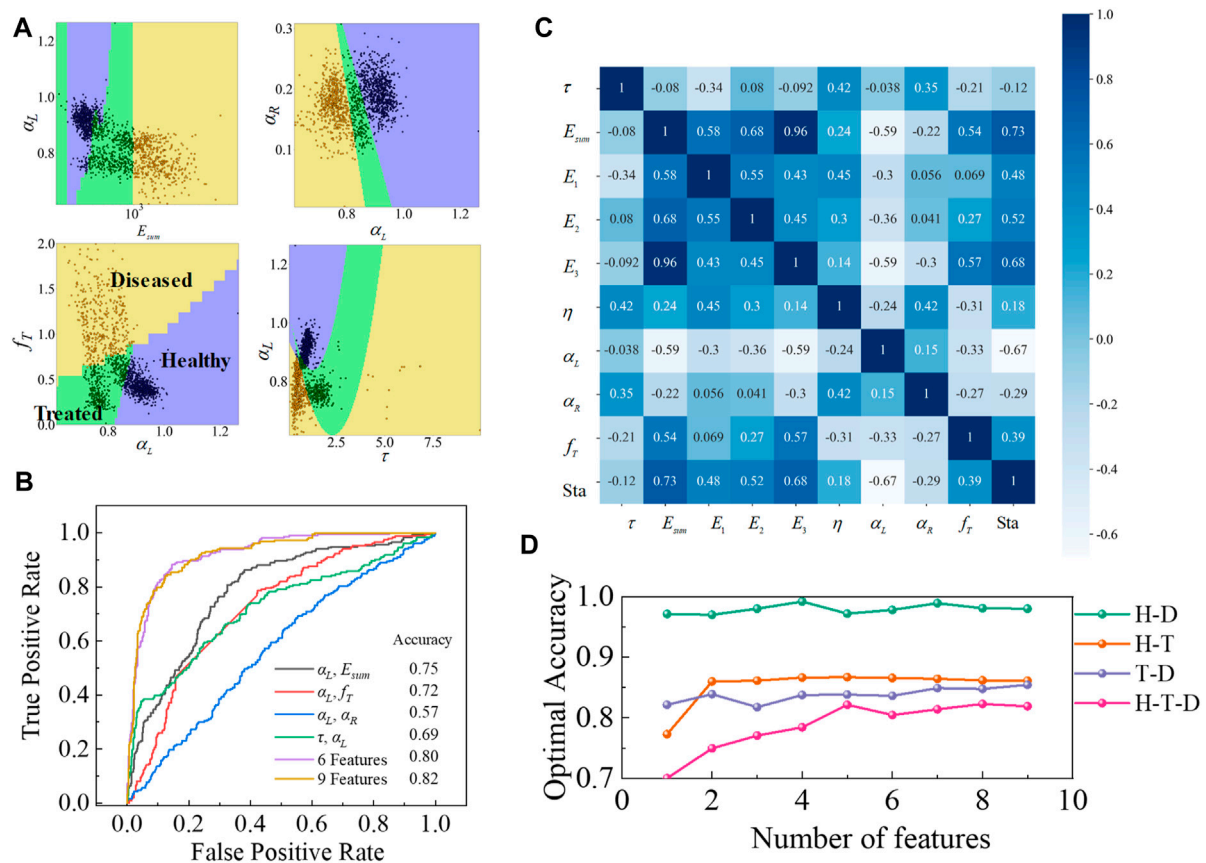 A
1.2
1.0
0.8
α_L
10³
E_sum
0.3
0.2
0.1
α_R
0.8 1.0 1.2
α_L
2.0
1.5
1.0
0.5
0.0
f_T
Diseased
Healthy
Treated
0.8 1.0 1.2
α_L
1.2
1.0
0.8
α_L
2.5 5.0 7.5
τ
B
1.0
0.8
0.6
0.4
0.2
0.0
True Positive Rate
Accuracy
α_L, E_sum 0.75
α_L, f_T 0.72
α_L, α_R 0.57
τ, α_L 0.69
6 Features 0.80
9 Features 0.82
0.0 0.2 0.4 0.6 0.8 1.0
False Positive Rate
C
τ 1 -0.08 -0.34 0.08 -0.092 0.42 -0.038 0.35 -0.21 -0.12
E_sum -0.08 1 0.58 0.68 0.96 0.24 -0.59 -0.22 0.54 0.73
E_1 -0.34 0.58 1 0.55 0.43 0.45 -0.3 0.056 0.069 0.48
E_2 0.08 0.68 0.55 1 0.45 0.3 -0.36 0.041 0.27 0.52
E_3 -0.092 0.96 0.43 0.45 1 0.14 -0.59 -0.3 0.57 0.68
η 0.42 0.24 0.45 0.3 0.14 1 -0.24 0.42 -0.31 0.18
α_L -0.038 -0.59 -0.3 -0.36 -0.59 -0.24 1 0.15 -0.33 -0.67
α_R 0.35 -0.22 0.056 0.041 -0.3 0.42 0.15 1 -0.27 -0.29
f_T -0.21 0.54 0.069 0.27 0.57 -0.31 -0.33 -0.27 1 0.39
Sta -0.12 0.73 0.48 0.52 0.68 0.18 -0.67 -0.29 0.39 1
τ E_sum E_1 E_2 E_3 η α_L α_R f_T Sta
1.0
0.8
0.6
0.4
0.2
0.0
-0.2
-0.4
-0.6
D
1.0
0.9
0.8
0.7
Optimal Accuracy
0 2 4 6 8 10
Number of features
H-D
H-T
T-D
H-T-D